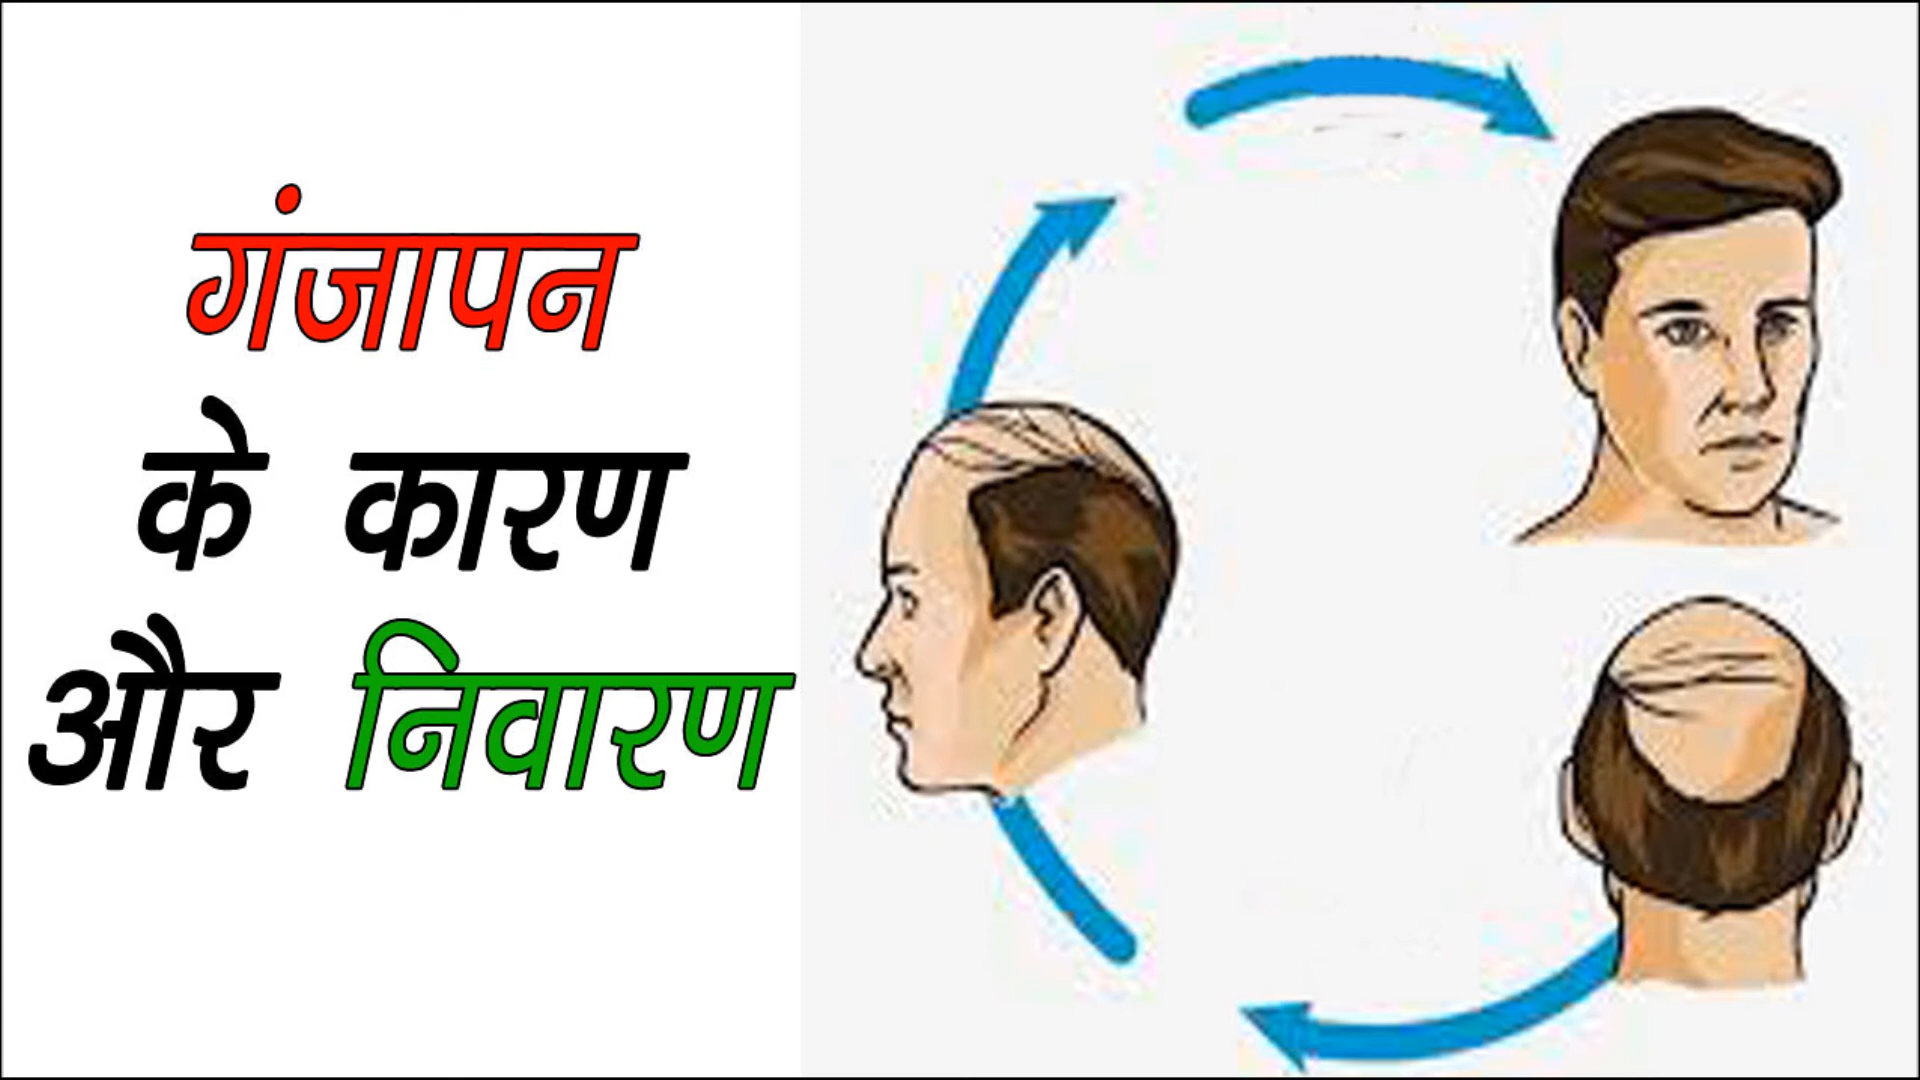 गंजापन
के कारण
और निवारण